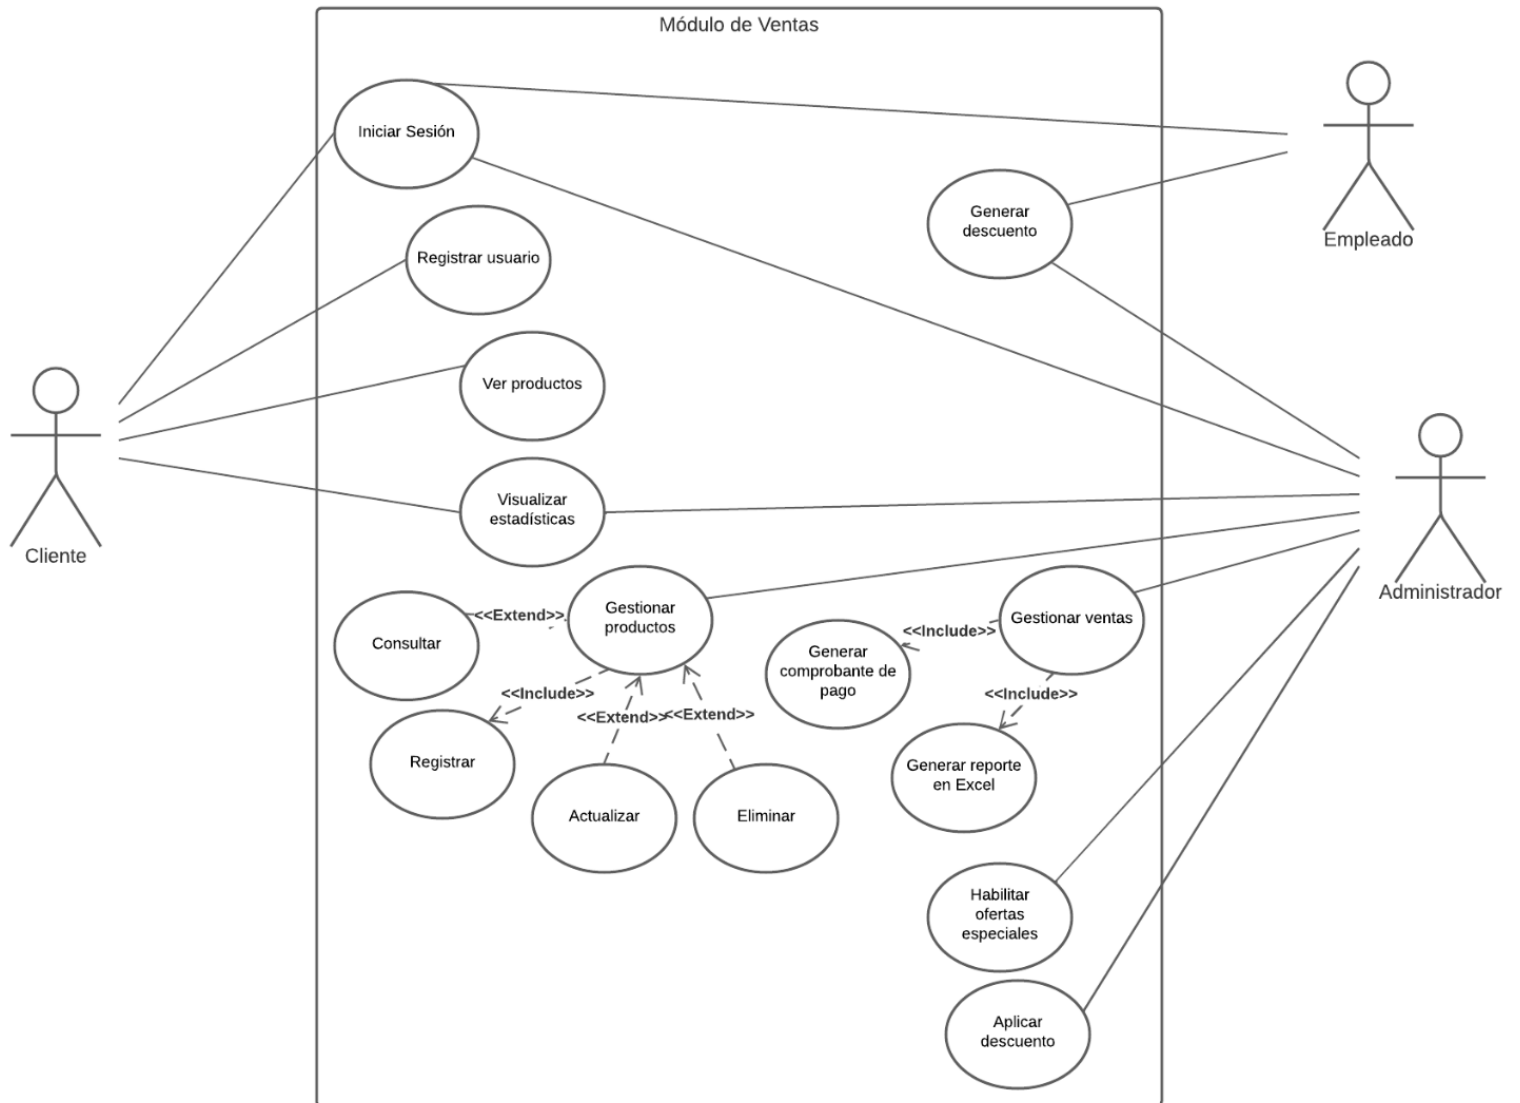 Módulo de Ventas
Iniciar Sesión
Generar
descuento
Empleado
Registrar usuario
Ver productos
Visualizar
estadísticas
Cliente
Administrador
Gestionar
productos
<<Extend>>
Consultar
Gestionar ventas
<<Include>>
Generar
comprobante de
pago
<<Include>>
<<Include>>
<<Extend>>
<<Extend>>
Registrar
Generar reporte
en Excel
Actualizar
Eliminar
Habilitar
ofertas
especiales
Aplicar
descuento